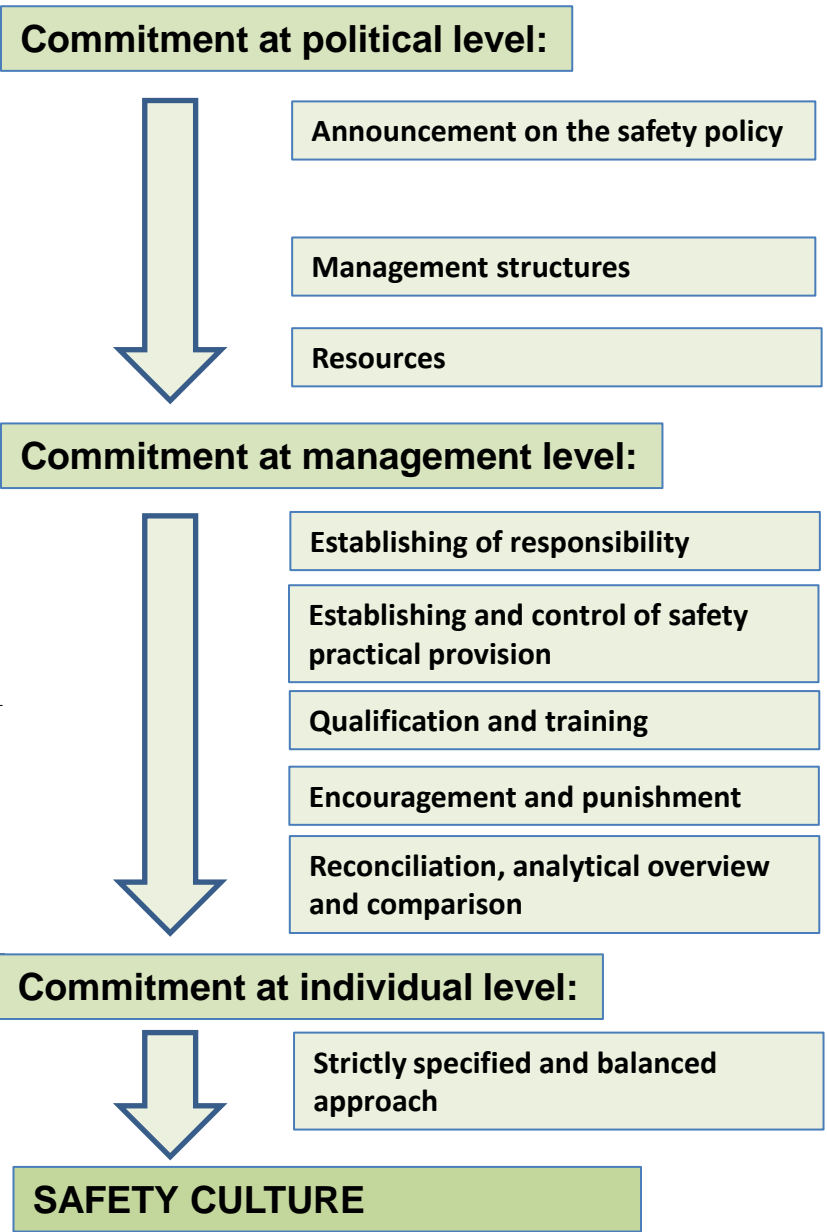 Commitment at political level:
Announcement on the safety policy
Management structures
Resources
Commitment at management level:
Establishing of responsibility
Establishing and control of safety
practical provision
Qualification and training
Encouragement and punishment
Reconciliation, analytical overview
and comparison
Commitment at individual level:
Strictly specified and balanced
approach
SAFETY CULTURE